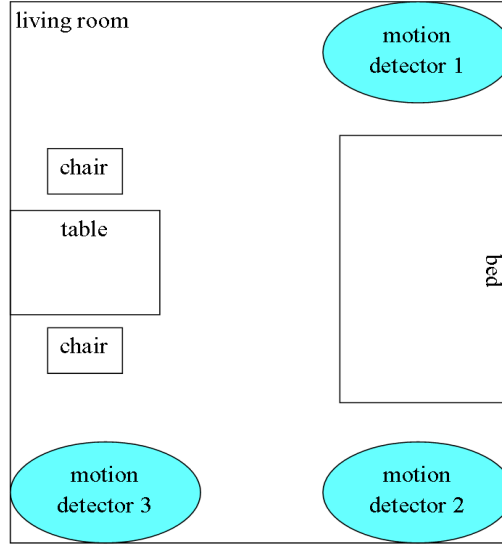 living room
motion
detector 1
chair
table
bed
chair
motion
detector 3
motion
detector 2